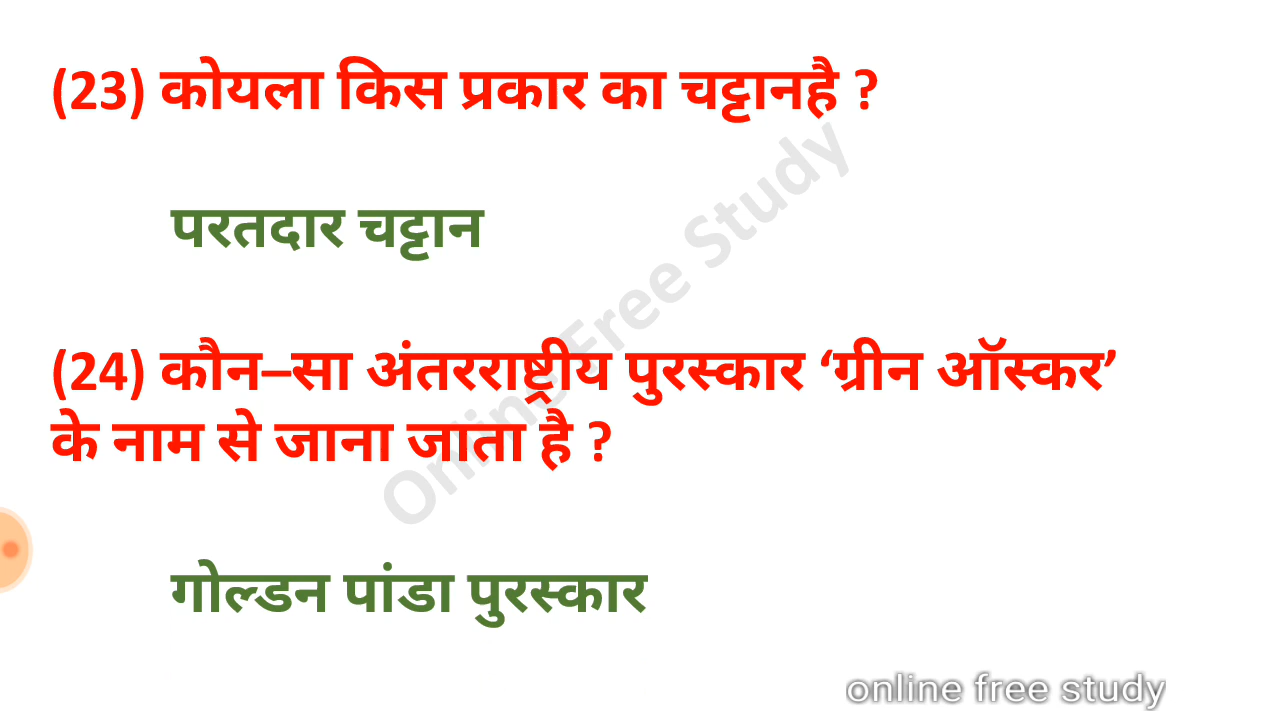 (23) कोयला किस प्रकार का चट्टानहै ?
परतदार चट्टान
(24) कौन–सा अंतरराष्ट्रीय पुरस्कार ‘ग्रीन ऑस्कर’
के नाम से जाना जाता है ?
गोल्डन पांडा पुरस्कार
Online Free Study
online free study